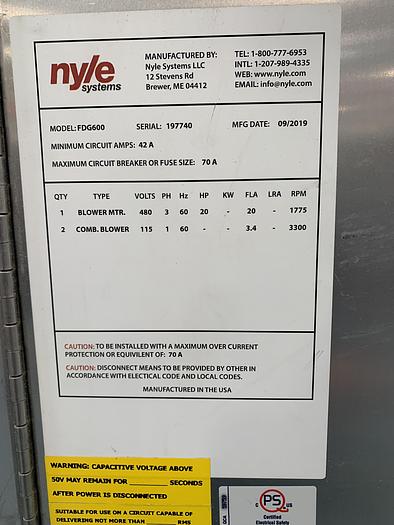 nyle
systems
MANUFACTURED BY:
Nyle Systems LLC
12 Stevens Rd
Brewer, ME 04412
TEL: 1-800-777-6953
INTL: 1-207-989-4335
WEB: www.nyle.com
EMAIL: info@nyle.com
MODEL: FDG600 SERIAL: 197740 MFG DATE: 09/2019
MINIMUM CIRCUIT AMPS: 42 A
MAXIMUM CIRCUIT BREAKER OR FUSE SIZE: 70 A
QTY TYPE VOLTS PH Hz HP KW FLA LRA RPM
1 BLOWER MTR. 480 3 60 20 - 20 - 1775
2 COMB. BLOWER 115 1 60 - - 3.4 - 3300
CAUTION: TO BE INSTALLED WITH A MAXIMUM OVER CURRENT
PROTECTION OR EQUIVILENT OF: 70 A
CAUTION: DISCONNECT MEANS TO BE PROVIDED BY OTHER IN
ACCORDANCE WITH ELECTICAL CODE AND LOCAL CODES.
MANUFACTURED IN THE USA
WARNING: CAPACITIVE VOLTAGE ABOVE
50V MAY REMAIN FOR ________ SECONDS
AFTER POWER IS DISCONNECTED
SUITABLE FOR USE ON A CIRCUIT CAPABLE OF
DELIVERING NOT MORE THAN ________ RMS
C PS US
Certified
Electrical Safety